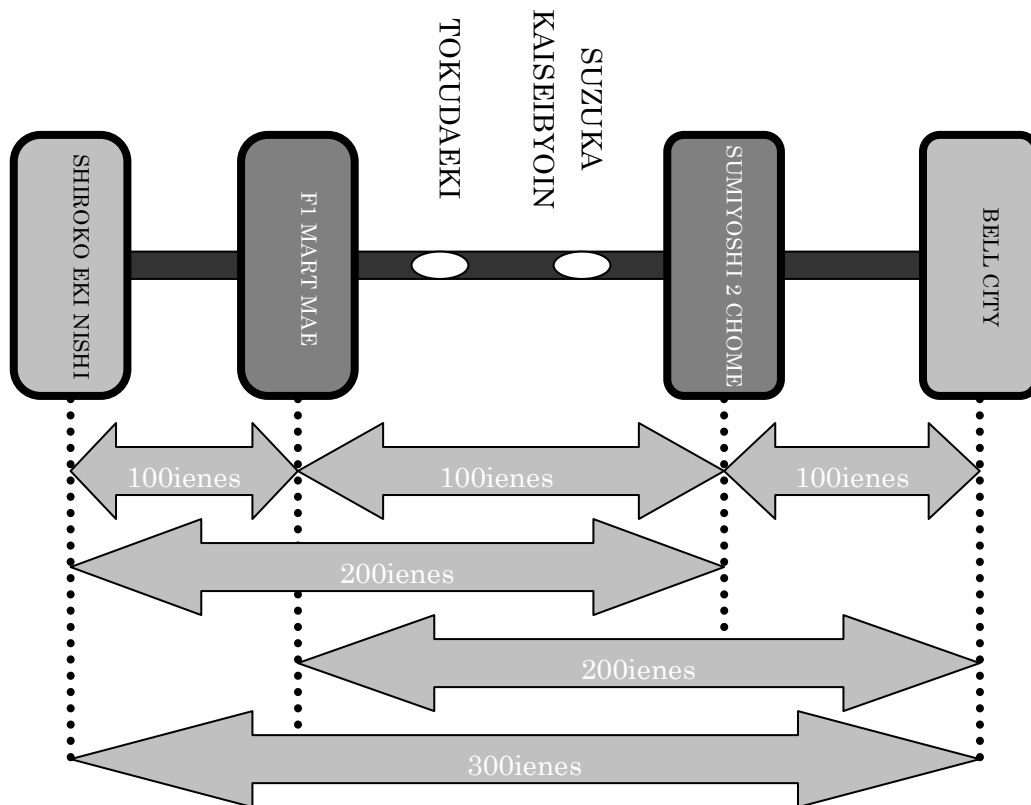 TOKUDAEKI
KAISEIBYOIN
SUZUKA
SHIROKO EKI NISHI
F1 MART MAE
SUMIYOSHI 2 CHOME
BELL CITY
100ienes
100ienes
100ienes
200ienes
200ienes
300ienes